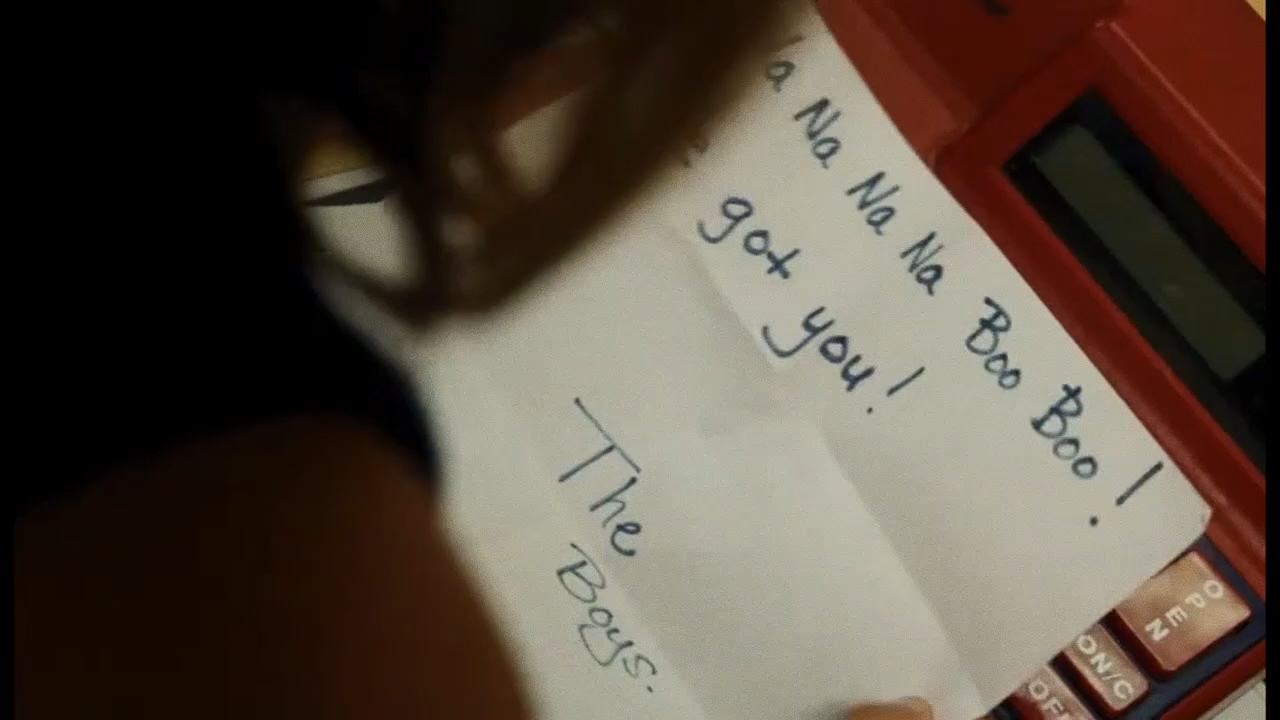 Na Na Na Boo Boo!
got you!
The
Boys.
OPEN
ON/C